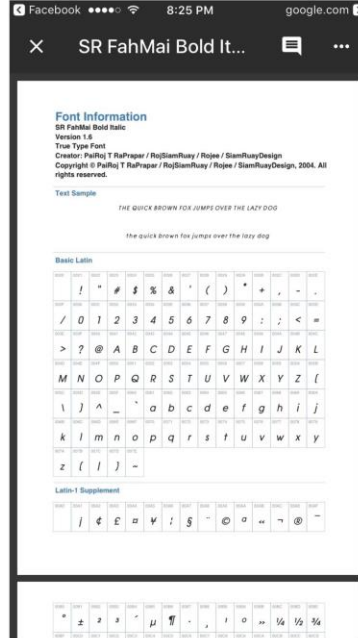 Facebook 8:25 PM google.com
SR FahMai Bold It...
Font Information
SR FahMai Bold Italic
Version 1.6
True Type Font
Creator: PaiRoj T RaPrapar / RojSiamRuay / Rojee / SiamRuayDesign
Copyright © PaiRoj T RaPrapar / RojSiamRuay / Rojee / SiamRuayDesign, 2004. All
rights reserved.
Text Sample
THE QUICK BROWN FOX JUMPS OVER THE LAZY DOG
the quick brown fox jumps over the lazy dog
Basic Latin
! " # $ % & ' ( ) * + , - .
/ 0 1 2 3 4 5 6 7 8 9 : ; < =
> ? @ A B C D E F G H I J K L
M N O P Q R S T U V W X Y Z [
\ ] ^ _ ` a b c d e f g h i j
k l m n o p q r s t u v w x y
z { | } ~
Latin-1 Supplement
¡ ¢ £ ¤ ¥ ¦ § ¨ © ª « ¬ ® ¯
° ± ² ³ ´ µ ¶ · ¸ ¹ º » ¼ ½ ¾